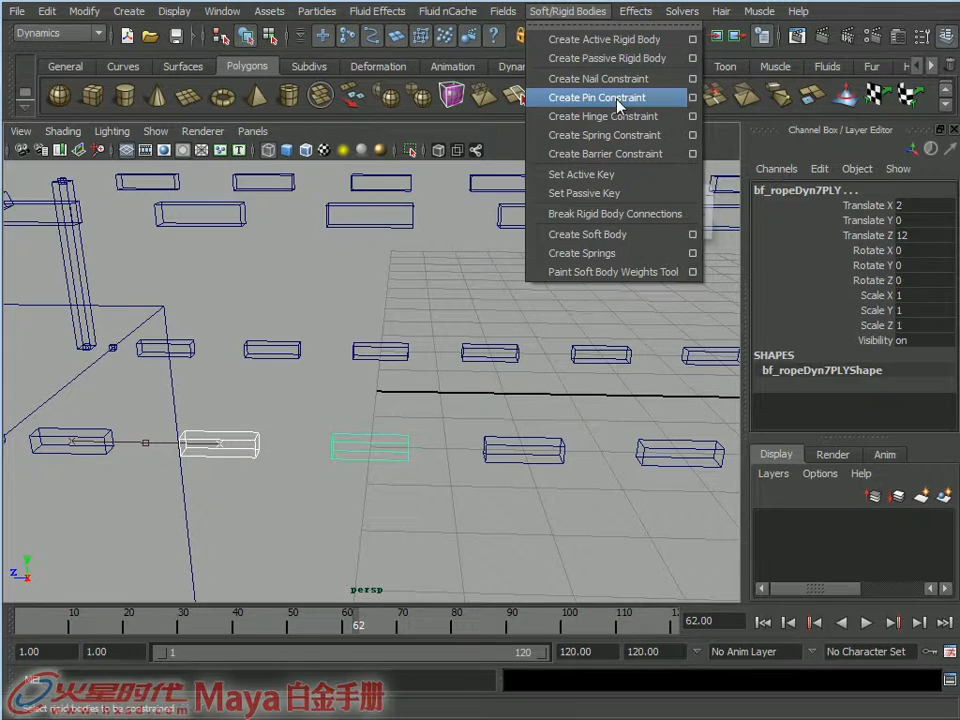 File Edit Modify Create Display Window Assets Particles Fluid Effects Fluid nCache Fields Soft/Rigid Bodies Effects Solvers Hair Muscle Help
Dynamics
General Curves Surfaces Polygons Subdivs Deformation Animation Toon Muscle Fluids Fur
Create Active Rigid Body
Create Passive Rigid Body
Create Nail Constraint
Create Pin Constraint
Create Hinge Constraint
Create Spring Constraint
Create Barrier Constraint
Set Active Key
Set Passive Key
Break Rigid Body Connections
Create Soft Body
Create Springs
Paint Soft Body Weights Tool
View Shading Lighting Show Renderer Panels
persp
Channel Box / Layer Editor
Channels Edit Object Show
bf_ropeDyn7PLY . . .
Translate X 2
Translate Y 0
Translate Z 12
Rotate X 0
Rotate Y 0
Rotate Z 0
Scale X 1
Scale Y 1
Scale Z 1
Visibility on
SHAPES
bf_ropeDyn7PLYShape
Display Render Anim
Layers Options Help
10 20 30 40 50 60 70 80 90 100 110
62
62.00
1.00 1.00 1 120 120.00 120.00 No Anim Layer No Character Set
火星时代 Maya 白金手册
Select rigid bodies to be constrained